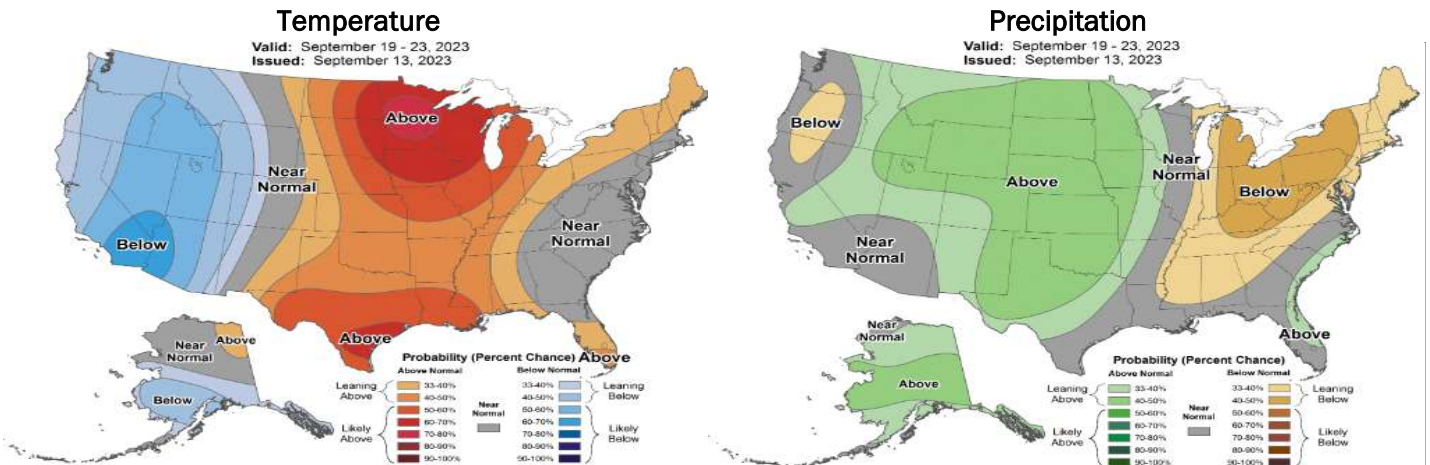 Temperature
Valid: September 19 - 23, 2023
Issued: September 13, 2023
Above
Near
Normal
Below
Near
Normal
Above
Near
Normal
Above
Below
Above
Probability (Percent Chance)
Above Normal
Below Normal
Leaning
Above
33-40%
40-50%
Likely
Above
50-60%
60-70%
70-80%
80-90%
90-100%
Near
Normal
33-40%
40-50%
Leaning
Below
50-60%
60-70%
70-80%
80-90%
90-100%
Likely
Below
Precipitation
Valid: September 19 - 23, 2023
Issued: September 13, 2023
Below
Near
Normal
Above
Below
Near
Normal
Near
Normal
Above
Above
Probability (Percent Chance)
Above Normal
Below Normal
Leaning
Above
33-40%
40-50%
Likely
Above
50-60%
60-70%
70-80%
80-90%
90-100%
Near
Normal
33-40%
40-50%
Leaning
Below
50-60%
60-70%
70-80%
80-90%
90-100%
Likely
Below